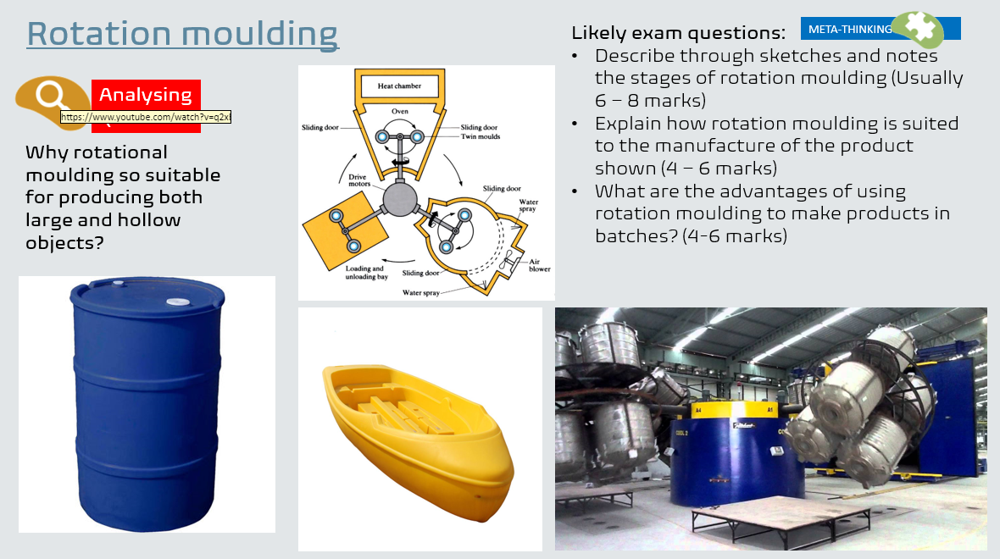 Rotation moulding
Analysing
https://www.youtube.com/watch?v=q2x
Why rotational
moulding so suitable
for producing both
large and hollow
objects?
Heat chamber
Oven
Sliding door
Sliding door
Twin moulds
Drive
motors
Sliding door
Water
spray
Loading and
unloading bay
Sliding door
Air
blower
Water spray
META-THINKING
Likely exam questions:
• Describe through sketches and notes
the stages of rotation moulding (Usually
6 – 8 marks)
• Explain how rotation moulding is suited
to the manufacture of the product
shown (4 – 6 marks)
• What are the advantages of using
rotation moulding to make products in
batches? (4-6 marks)
A4
A1
COOL 2